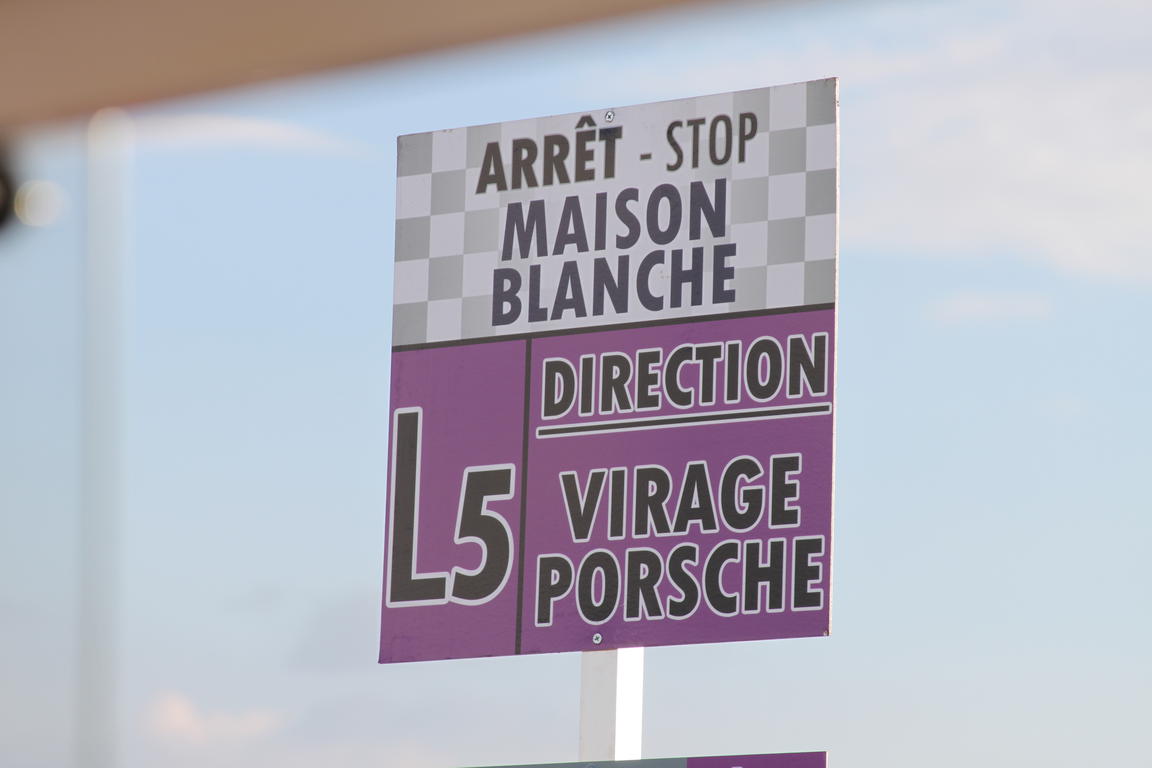 ARRÊT - STOP
MAISON
BLANCHE
L5
DIRECTION
VIRAGE
PORSCHE